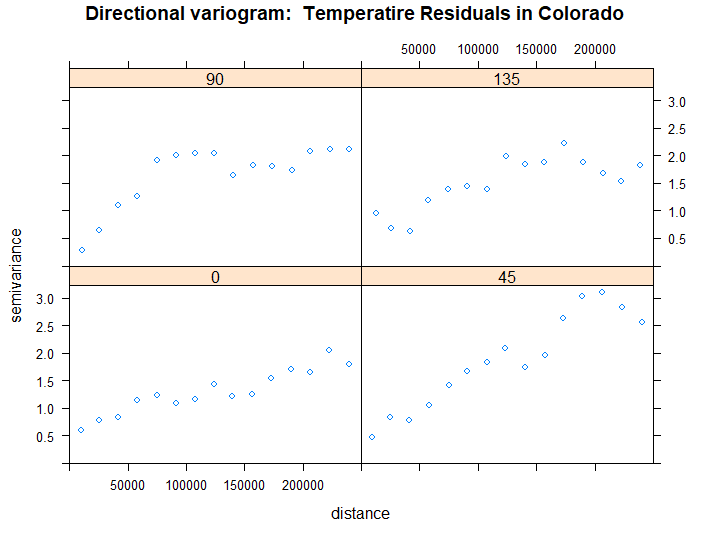 Directional variogram:  Temperatire Residuals in Colorado
50000 100000 150000 200000
90 135
3.0
2.5
2.0
1.5
1.0
0.5
semivariance
0 45
3.0
2.5
2.0
1.5
1.0
0.5
50000 100000 150000 200000
distance